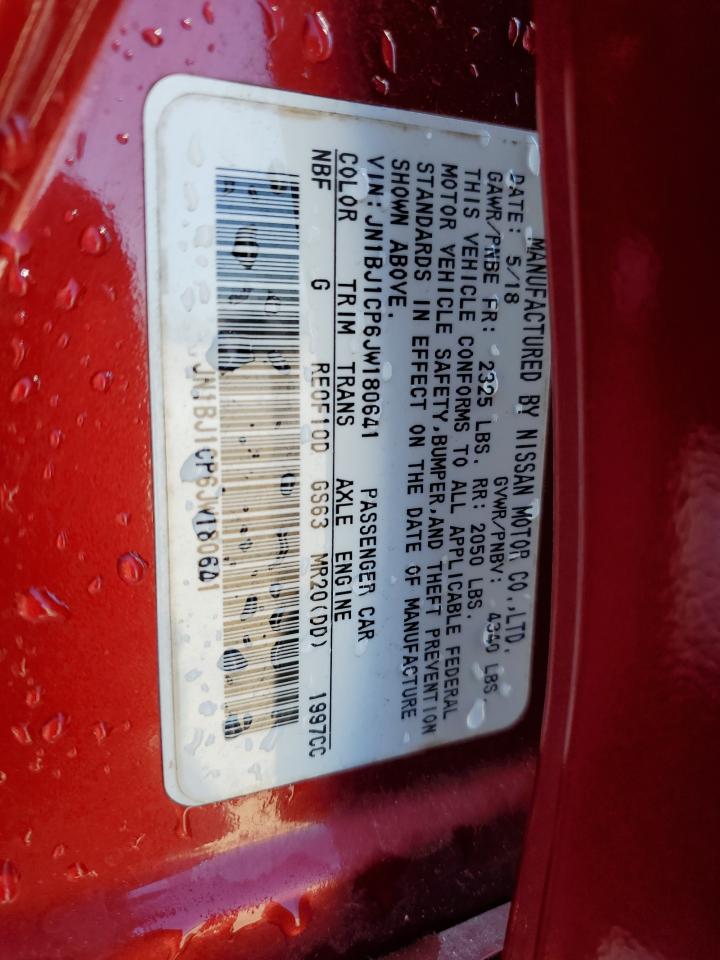 MANUFACTURED BY NISSAN MOTOR CO.,LTD.
DATE: 5/18 GVWR/PNBV: 4340 LBS.
GAWR/PNBE FR: 2325 LBS. RR: 2050 LBS.
THIS VEHICLE CONFORMS TO ALL APPLICABLE FEDERAL
MOTOR VEHICLE SAFETY,BUMPER,AND THEFT PREVENTION
STANDARDS IN EFFECT ON THE DATE OF MANUFACTURE
SHOWN ABOVE.
VIN:JN1BJ1CP6JW180641 PASSENGER CAR
COLOR TRIM TRANS AXLE ENGINE
NBF G RE0F10D GS63 MR20(DD) 1997CC
JN1BJ1CP6JW180641